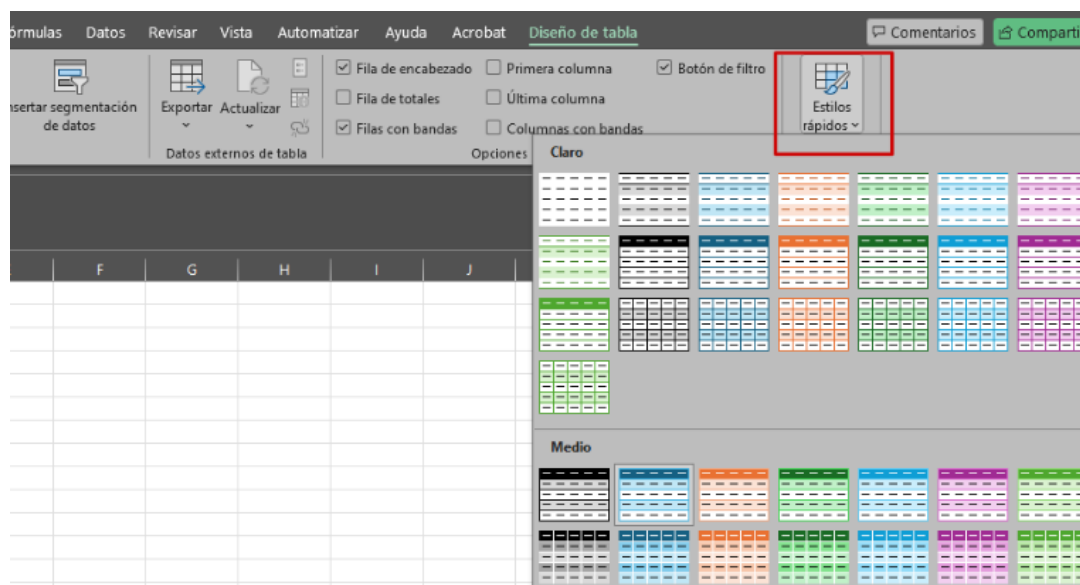 órmulas Datos Revisar Vista Automatizar Ayuda Acrobat Diseño de tabla Comentarios Comparti
nsertar segmentación
de datos
Exportar Actualizar
Fila de encabezado Primera columna Botón de filtro
Fila de totales Última columna
Filas con bandas Columnas con bandas
Estilos
rápidos
Datos externos de tabla Opciones
Claro
F G H I J
Medio